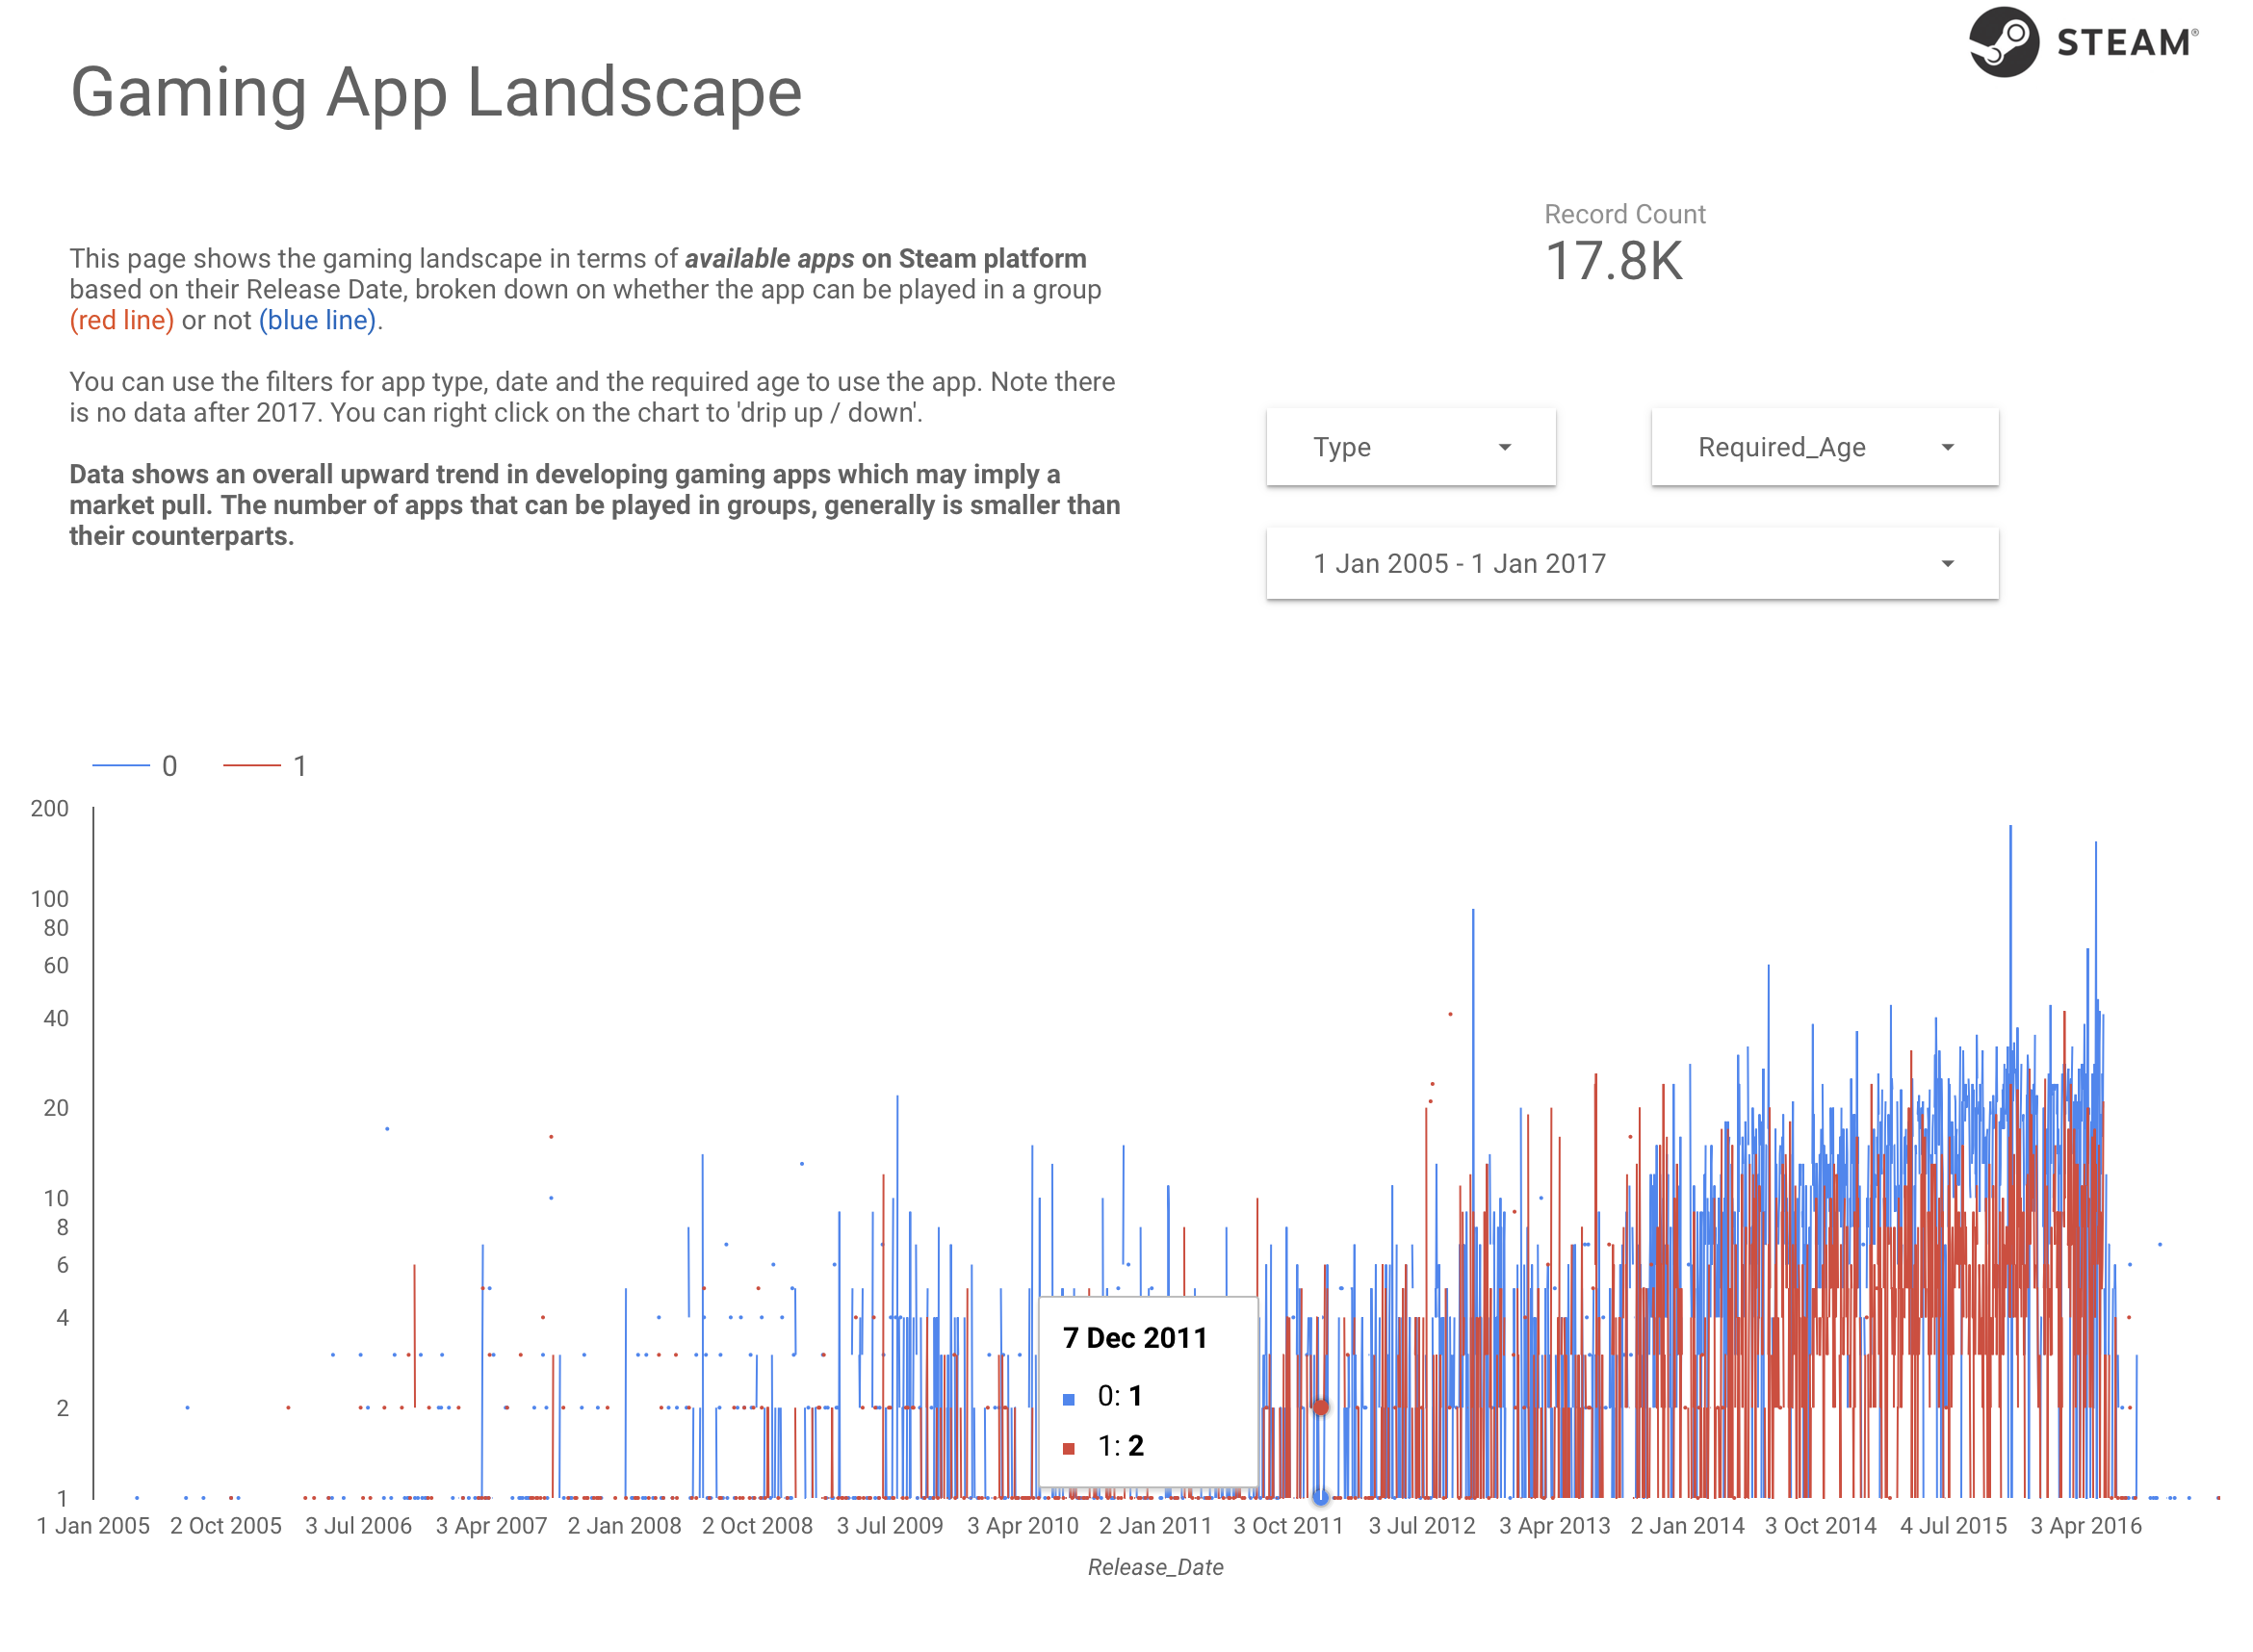 STEAM®
Gaming App Landscape
Record Count
17.8K
This page shows the gaming landscape in terms of available apps on Steam platform
based on their Release Date, broken down on whether the app can be played in a group
(red line) or not (blue line).
You can use the filters for app type, date and the required age to use the app. Note there
is no data after 2017. You can right click on the chart to 'drip up / down'.
Data shows an overall upward trend in developing gaming apps which may imply a
market pull. The number of apps that can be played in groups, generally is smaller than
their counterparts.
Type
Required_Age
1 Jan 2005 - 1 Jan 2017
0 1
200
100
80
60
40
20
10
8
6
4
2
1
7 Dec 2011
0: 1
1: 2
1 Jan 2005 2 Oct 2005 3 Jul 2006 3 Apr 2007 2 Jan 2008 2 Oct 2008 3 Jul 2009 3 Apr 2010 2 Jan 2011 3 Oct 2011 3 Jul 2012 3 Apr 2013 2 Jan 2014 3 Oct 2014 4 Jul 2015 3 Apr 2016
Release_Date